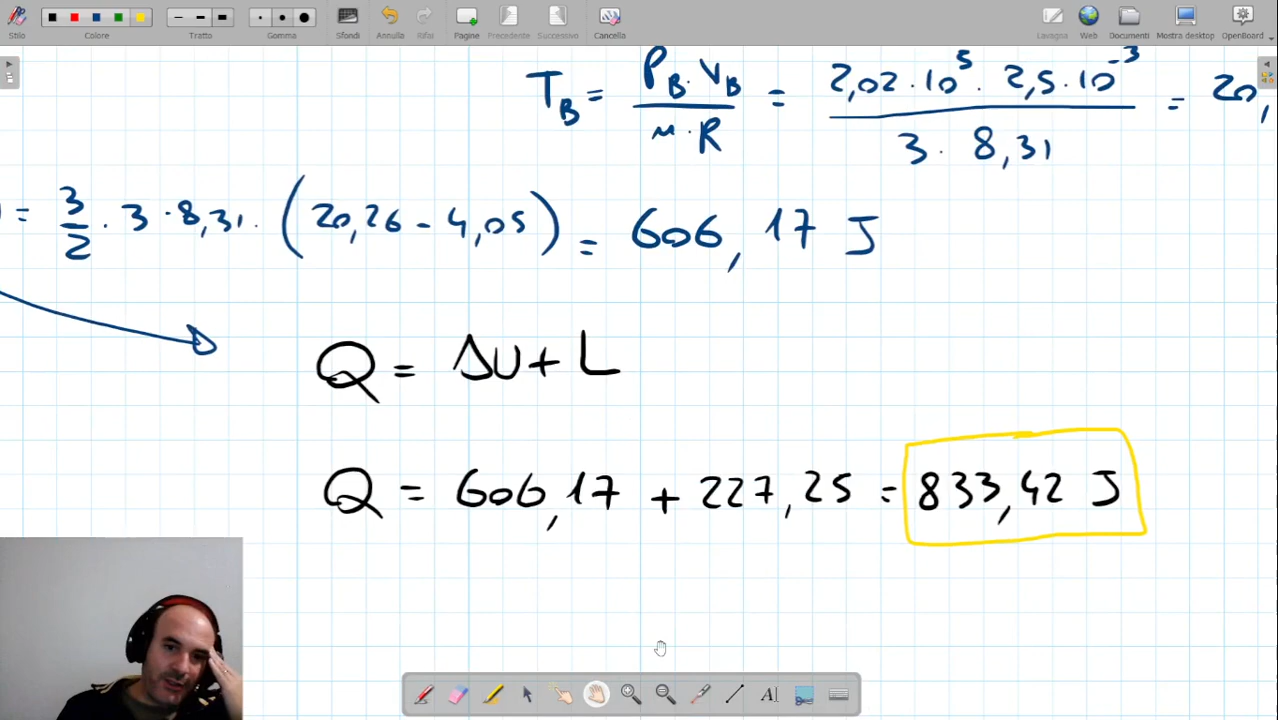 Stilo Colore Tratto Gomma Sfondi Annulla Rifai Pagine Precedente Successivo Cancella Lavagna Web Documenti Mostra desktop OpenBoard
T_B = P_B · V_B / n · R = 2,02 · 10^5 · 2,5 · 10^-3 / 3 · 8,31 = 20,
= 3/2 · 3 · 8,31 · (20,26 - 4,05) = 606,17 J
Q = ΔU + L
Q = 606,17 + 227,25 = 833,42 J